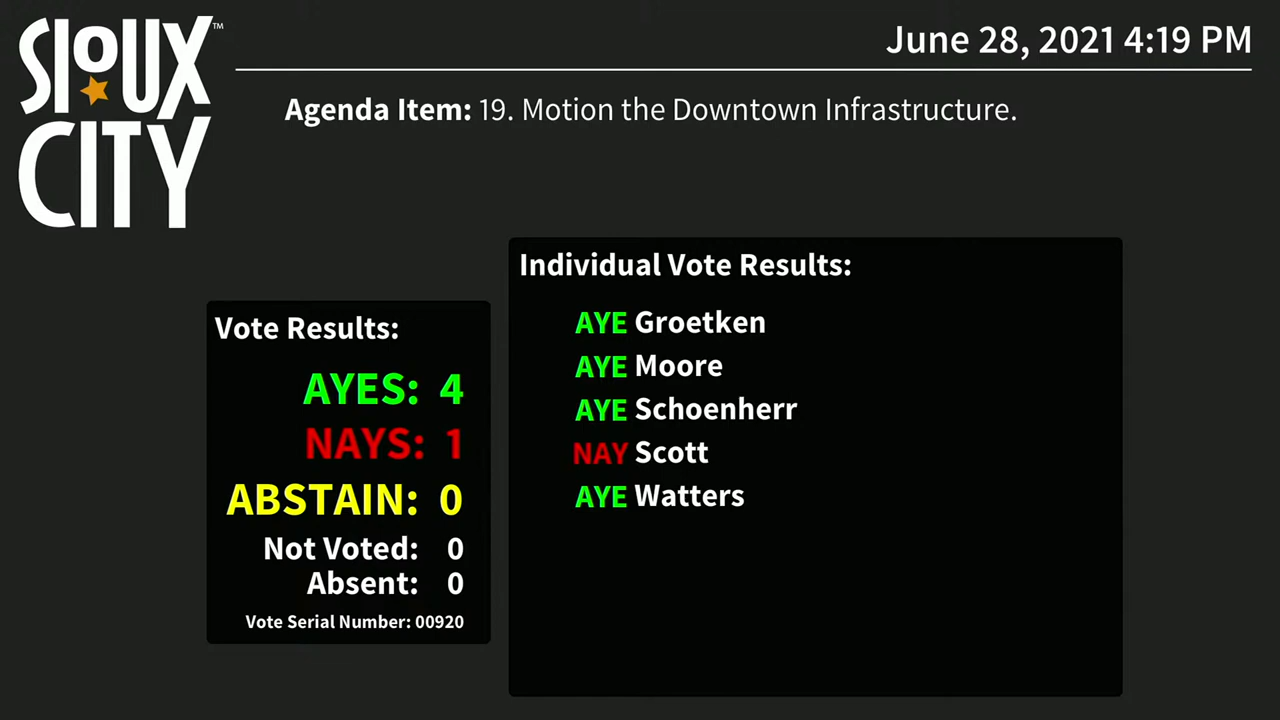 SIOUX
CITY™
June 28, 2021 4:19 PM
Agenda Item: 19. Motion the Downtown Infrastructure.
Vote Results:
AYES: 4
NAYS: 1
ABSTAIN: 0
Not Voted: 0
Absent: 0
Vote Serial Number: 00920
Individual Vote Results:
AYE Groetken
AYE Moore
AYE Schoenherr
NAY Scott
AYE Watters